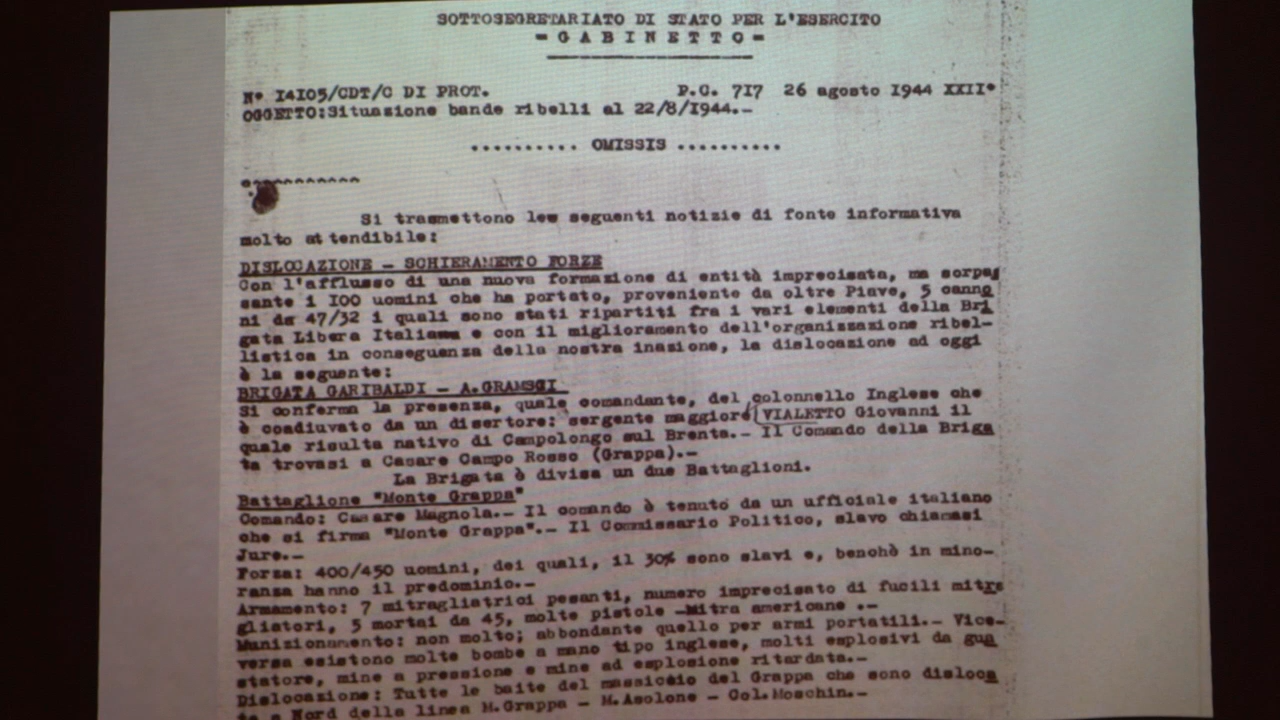 SOTTOSEGRETARIATO DI STATO PER L'ESERCITO
= G A B I N E T T O =
N° I4I05/CDT/C DI PROT. P.C. 717 26 agosto 1944 XXII°
OGGETTO:Situazione bande ribelli al 22/8/1944.-
.......... OMISSIS ..........
Si trasmettono les seguenti notizie di fonte informativa
molto attendibile:
DISLOCAZIONE - SCHIERAMENTO FORZE
Con l'afflusso di una nuova formazione di entità imprecisata, ma sorpas
sante i I00 uomini che ha portato, proveniente da oltre Piave, 5 canno
ni da 47/32 i quali sono stati ripartiti fra i vari elementi della Bri
gata Libera Italiana e con il miglioramento dell'organizzazione ribel-
listica in conseguenza della nostra inazione, la dislocazione ad oggi
è la seguente:
BRIGATA GARIBALDI - A.GRAMSCI
Si conferma la presenza, quale comandante, del colonnello Inglese che
è coadiuvato da un disertore: sergente maggiore VIALETTO Giovanni il
quale risulta nativo di Campolongo sul Brenta.- Il Comando della Briga
ta trovasi a Casare Campo Rosso (Grappa).-
La Brigata è divisa un due Battaglioni.
Battaglione "Monte Grappa"
Comando: Casare Magnola.- Il comando è tenuto da un ufficiale italiano
che si firma "Monte Grappa".- Il Commissario Politico, slavo chiamasi
Jure.-
Forza: 400/450 uomini, dei quali, il 30% sono slavi e, benchè in mino-
ranza hanno il predominio.-
Armamento: 7 mitragliatrici pesanti, numero imprecisato di fucili mitra
gliatori, 5 mortai da 45, molte pistole -Mitra americane .-
Munizionamento: non molto; abbondante quello per armi portatili.- Vice-
versa esistono molte bombe a mano tipo inglese, molti esplosivi da gua
statore, mine a pressione e mine ad esplosione ritardata.-
Dislocazione: Tutte le baite del massiccio del Grappa che sono disloca
te a Nord della linea M.Grappa - M.Asolone - Col.Moschin.-